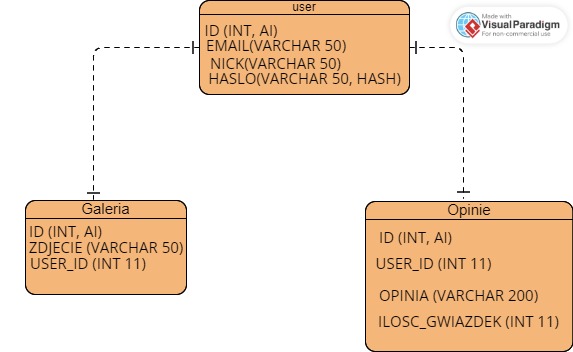 user
ID (INT, AI)
EMAIL(VARCHAR 50)
NICK(VARCHAR 50)
HASLO(VARCHAR 50, HASH)
Made with
Visual Paradigm
For non-commercial use
Galeria
ID (INT, AI)
ZDJECIE (VARCHAR 50)
USER_ID (INT 11)
Opinie
ID (INT, AI)
USER_ID (INT 11)
OPINIA (VARCHAR 200)
ILOSC_GWIAZDEK (INT 11)